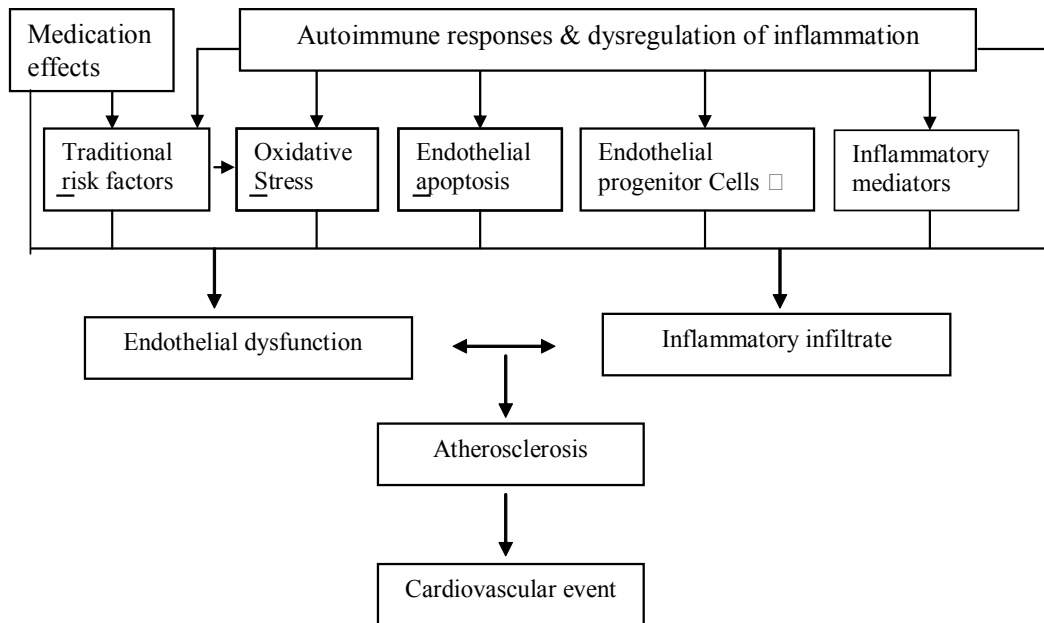 Medication
effects
Autoimmune responses & dysregulation of inflammation
Traditional
risk factors
Oxidative
Stress
Endothelial
apoptosis
Endothelial
progenitor Cells □
Inflammatory
mediators
Endothelial dysfunction
Inflammatory infiltrate
Atherosclerosis
Cardiovascular event